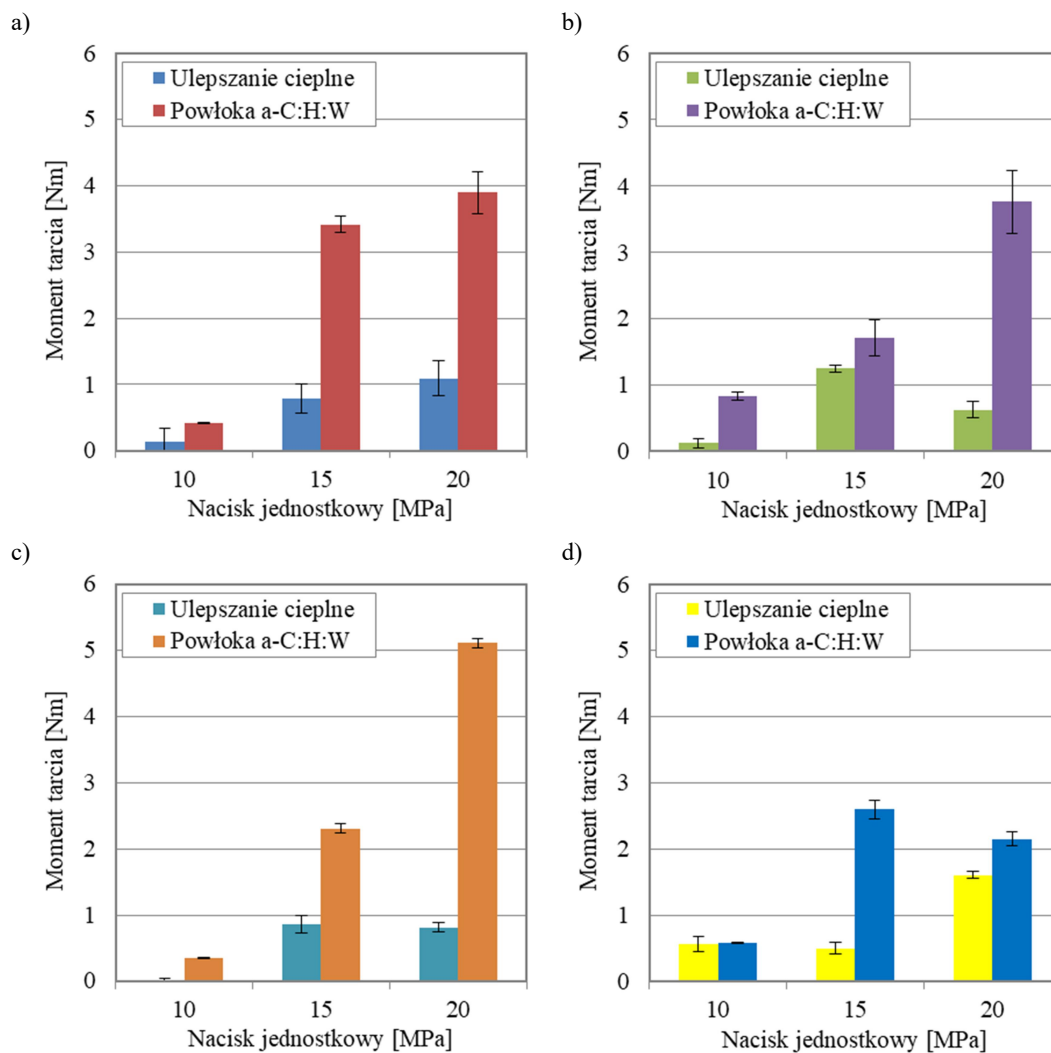 a)
6
5
4
3
2
1
0
Moment tarcia [Nm]
Ulepszanie cieplne
Powłoka a-C:H:W
10 15 20
Nacisk jednostkowy [MPa]
b)
6
5
4
3
2
1
0
Moment tarcia [Nm]
Ulepszanie cieplne
Powłoka a-C:H:W
10 15 20
Nacisk jednostkowy [MPa]
c)
6
5
4
3
2
1
0
Moment tarcia [Nm]
Ulepszanie cieplne
Powłoka a-C:H:W
10 15 20
Nacisk jednostkowy [MPa]
d)
6
5
4
3
2
1
0
Moment tarcia [Nm]
Ulepszanie cieplne
Powłoka a-C:H:W
10 15 20
Nacisk jednostkowy [MPa]